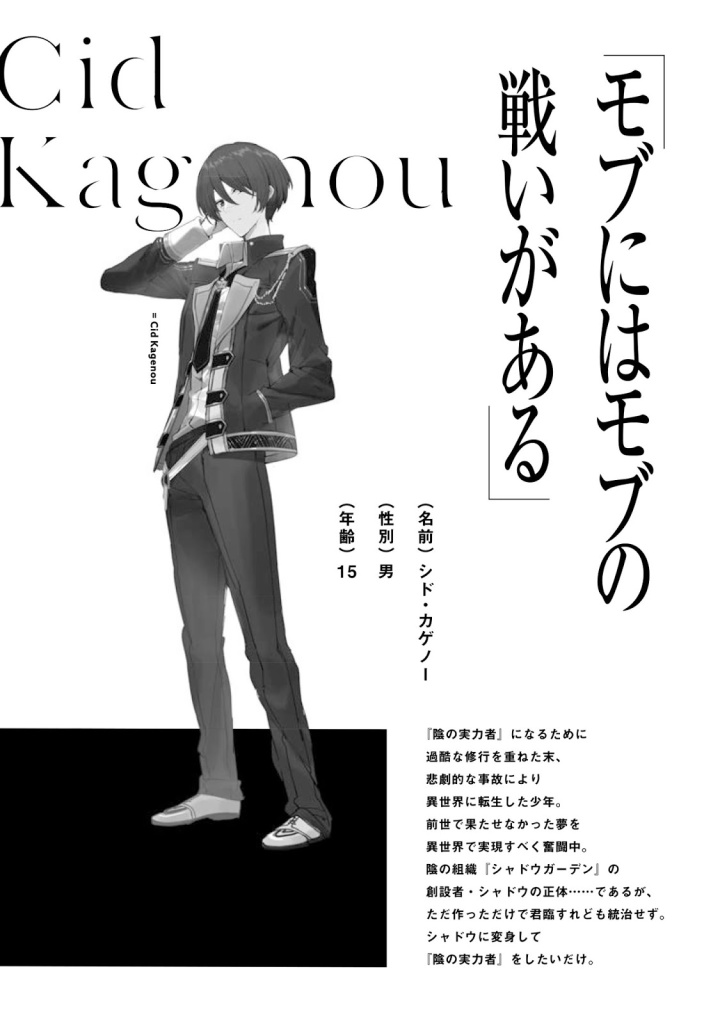 Cid
Kagenou
「モブにはモブの
戦いがある」
= Cid Kagenou
(名前) シド・カゲノー
(性別) 男
(年齢) 15
『陰の実力者』になるために
過酷な修行を重ねた末、
悲劇的な事故により
異世界に転生した少年。
前世で果たせなかった夢を
異世界で実現すべく奮闘中。
陰の組織『シャドウガーデン』の
創設者・シャドウの正体……であるが、
ただ作っただけで君臨すれども統治せず。
シャドウに変身して
『陰の実力者』をしたいだけ。